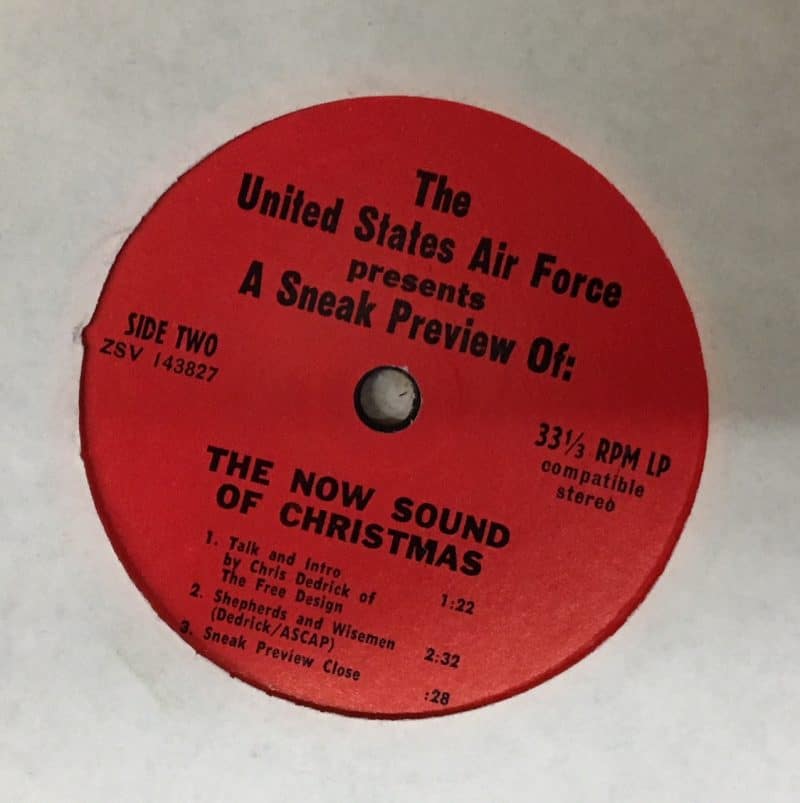 The
United States Air Force
presents
A Sneak Preview Of:
SIDE TWO
ZSV 143827
33⅓ RPM LP
compatible
stereo
THE NOW SOUND
OF CHRISTMAS
1. Talk and Intro
by Chris Dedrick of
The Free Design 1:22
2. Shepherds and Wisemen
(Dedrick/ASCAP) 2:32
3. Sneak Preview Close :28